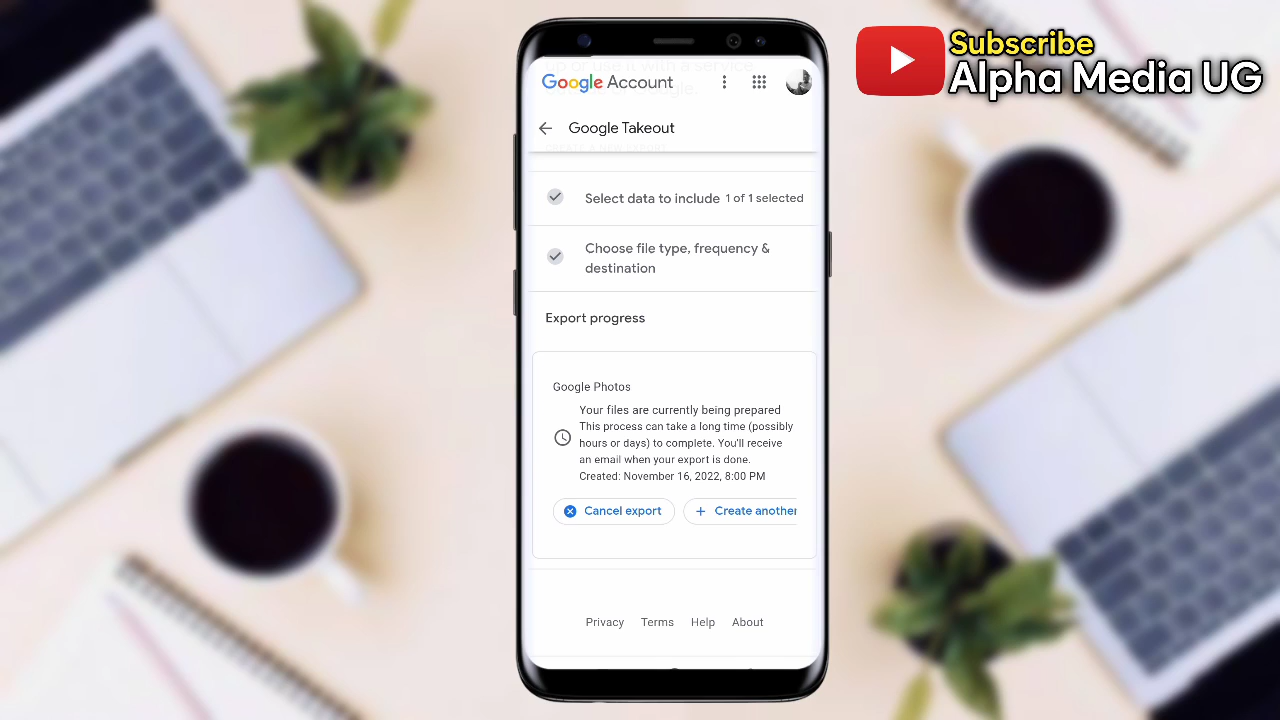 Subscribe
Alpha Media UG
Google Account
Google Takeout
CREATE A NEW EXPORT
Select data to include 1 of 1 selected
Choose file type, frequency &
destination
Export progress
Google Photos
Your files are currently being prepared
This process can take a long time (possibly
hours or days) to complete. You'll receive
an email when your export is done.
Created: November 16, 2022, 8:00 PM
Cancel export
Create another
Privacy Terms Help About